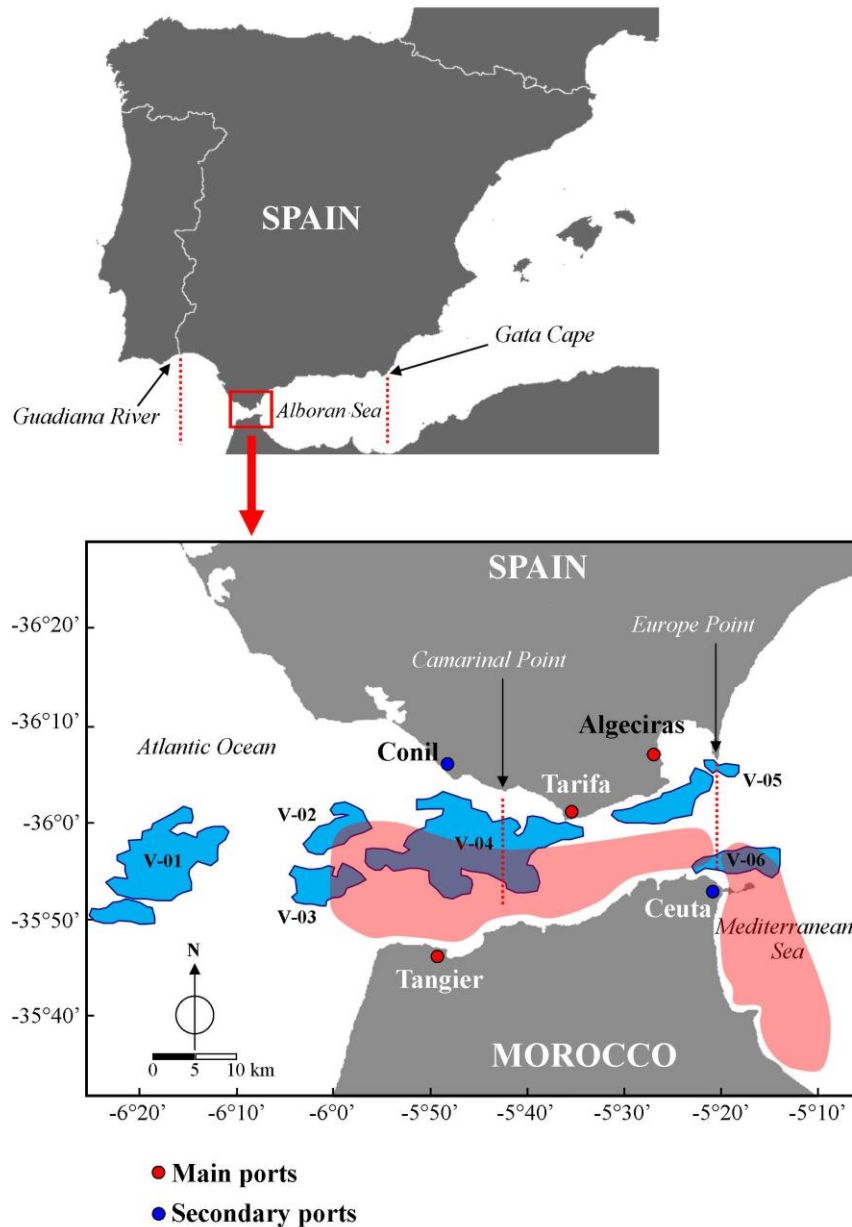 SPAIN
Gata Cape
Guadiana River
Alboran Sea
SPAIN
Europe Point
-36°20’
Camarinal Point
-36°10’
Algeciras
Atlantic Ocean
Conil
V-05
Tarifa
V-02
-36°0’
V-04
V-01
V-06
V-03
-35°50’
Ceuta
Mediterranean
Sea
N
Tangier
-35°40’
0 5 10 km
MOROCCO
-6°20’ -6°10’ -6°0’ -5°50’ -5°40’ -5°30’ -5°20’ -5°10’
Main ports
Secondary ports